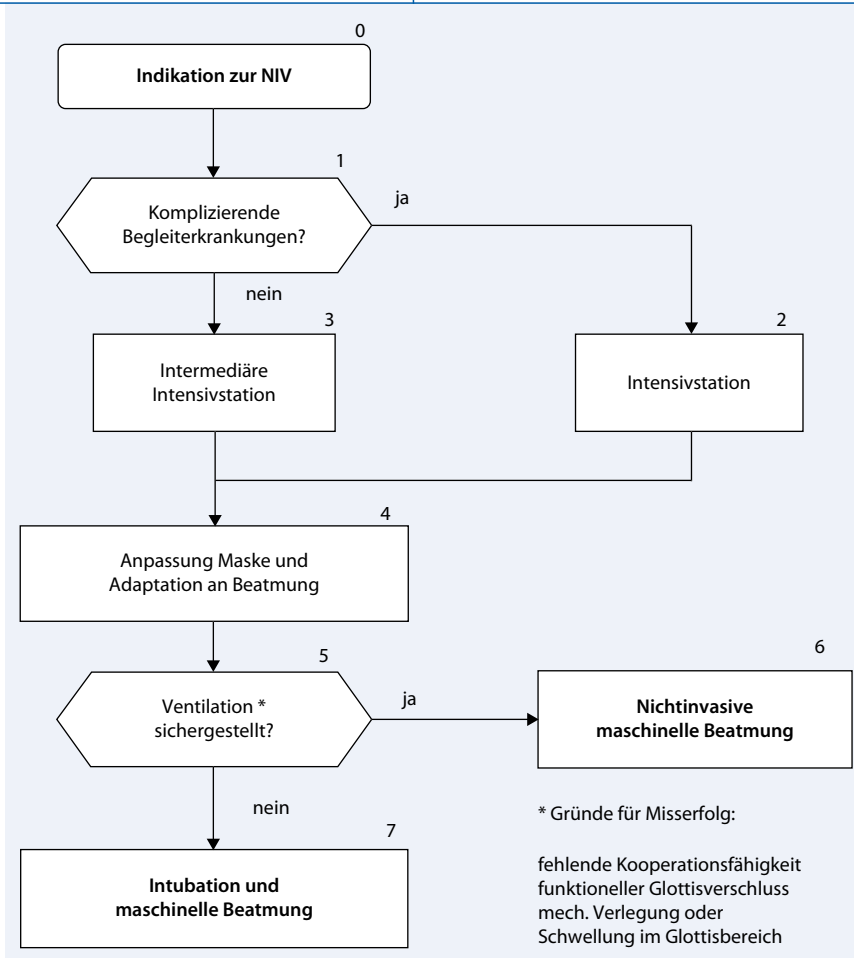 0
Indikation zur NIV
1
Komplizierende
Begleiterkrankungen?
ja
nein
3
Intermediäre
Intensivstation
2
Intensivstation
4
Anpassung Maske und
Adaptation an Beatmung
5
Ventilation *
sichergestellt?
ja
6
Nichtinvasive
maschinelle Beatmung
nein
7
Intubation und
maschinelle Beatmung
* Gründe für Misserfolg:
fehlende Kooperationsfähigkeit
funktioneller Glottisverschluss
mech. Verlegung oder
Schwellung im Glottisbereich